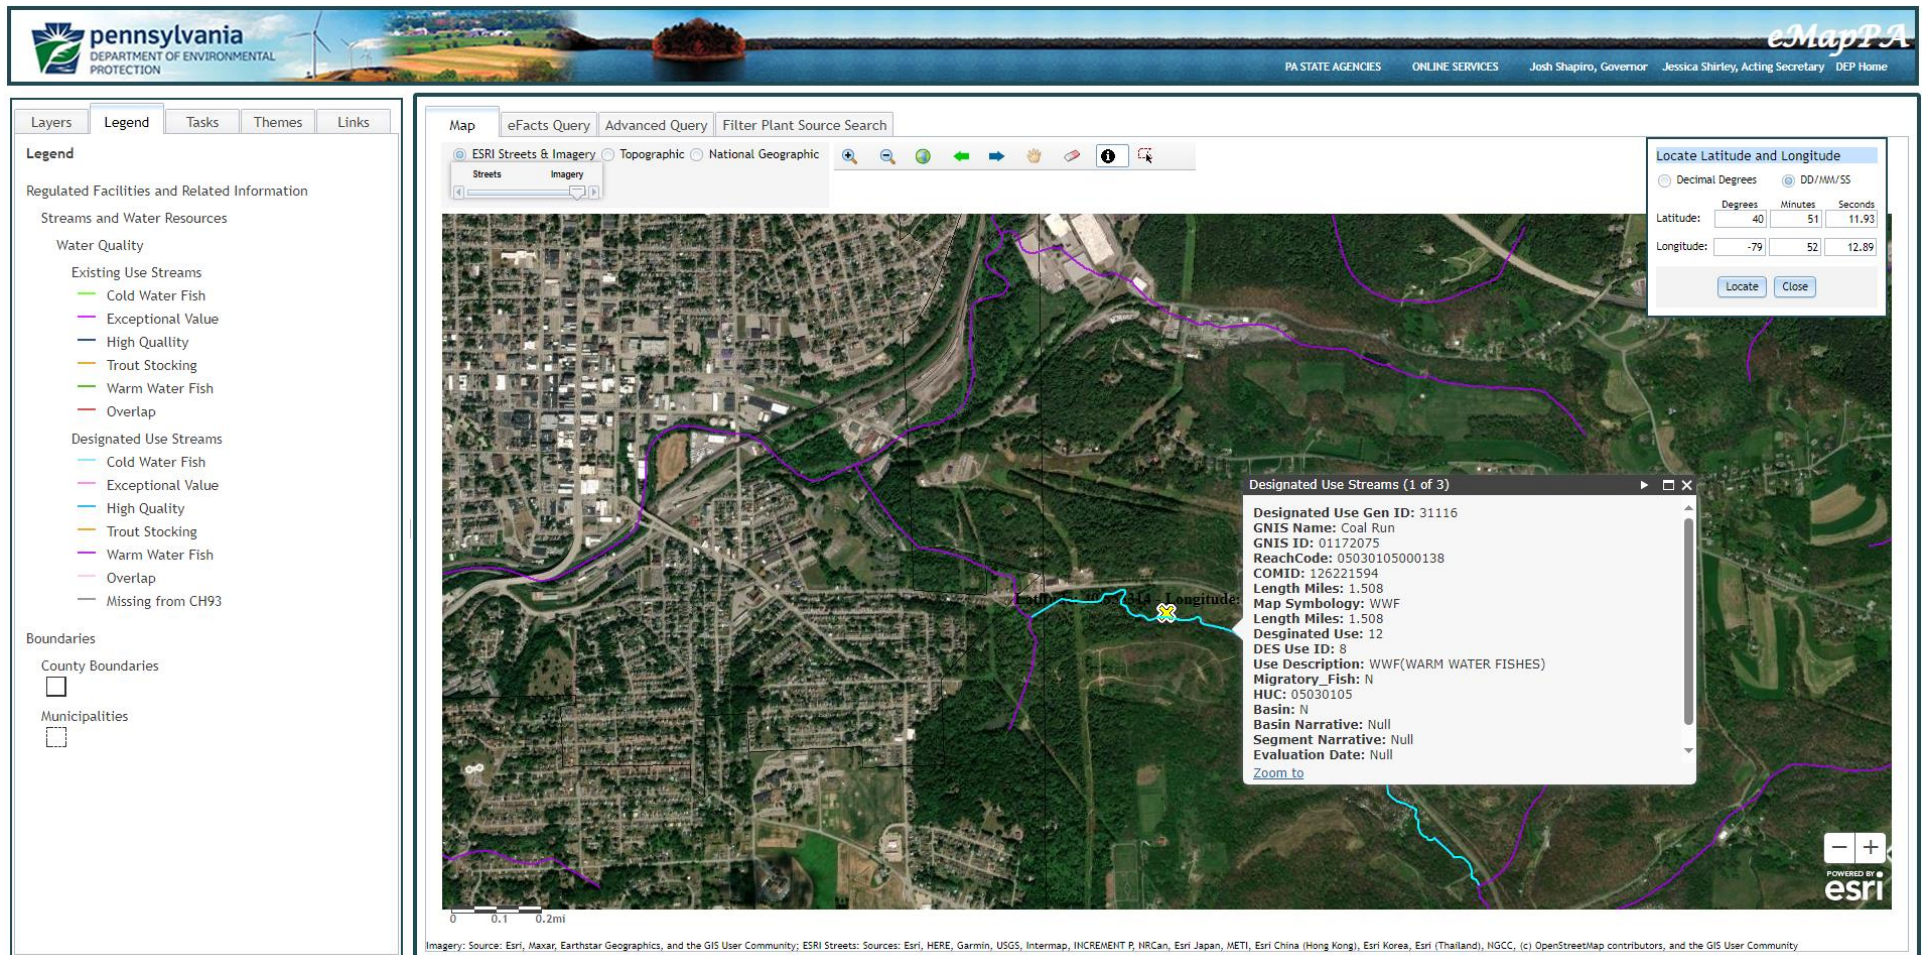 pennsylvania
DEPARTMENT OF ENVIRONMENTAL
PROTECTION
eMapPA
PA STATE AGENCIES ONLINE SERVICES Josh Shapiro, Governor Jessica Shirley, Acting Secretary DEP Home
Layers Legend Tasks Themes Links
Legend
Regulated Facilities and Related Information
Streams and Water Resources
Water Quality
Existing Use Streams
Cold Water Fish
Exceptional Value
High Quallity
Trout Stocking
Warm Water Fish
Overlap
Designated Use Streams
Cold Water Fish
Exceptional Value
High Quality
Trout Stocking
Warm Water Fish
Overlap
Missing from CH93
Boundaries
County Boundaries
Municipalities
Map eFacts Query Advanced Query Filter Plant Source Search
ESRI Streets & Imagery Topographic National Geographic
Streets Imagery
Locate Latitude and Longitude
Decimal Degrees DD/MM/SS
Degrees Minutes Seconds
Latitude: 40 51 11.93
Longitude: -79 52 12.89
Locate Close
- Longitude:
Designated Use Streams (1 of 3)
Designated Use Gen ID: 31116
GNIS Name: Coal Run
GNIS ID: 01172075
ReachCode: 05030105000138
COMID: 126221594
Length Miles: 1.508
Map Symbology: WWF
Length Miles: 1.508
Desginated Use: 12
DES Use ID: 8
Use Description: WWF(WARM WATER FISHES)
Migratory_Fish: N
HUC: 05030105
Basin: N
Basin Narrative: Null
Segment Narrative: Null
Evaluation Date: Null
Zoom to
POWERED BY
esri
0 0.1 0.2mi
Imagery: Source: Esri, Maxar, Earthstar Geographics, and the GIS User Community; ESRI Streets: Sources: Esri, HERE, Garmin, USGS, Intermap, INCREMENT P, NRCan, Esri Japan, METI, Esri China (Hong Kong), Esri Korea, Esri (Thailand), NGCC, (c) OpenStreetMap contributors, and the GIS User Community